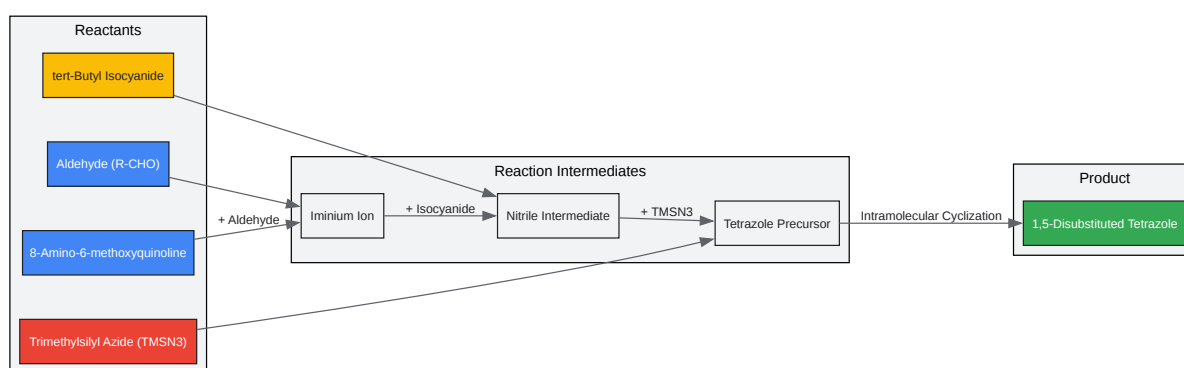 Reactants
tert-Butyl Isocyanide
Aldehyde (R-CHO)
8-Amino-6-methoxyquinoline
Trimethylsilyl Azide (TMSN3)
+ Aldehyde
Reaction Intermediates
Iminium Ion
+ Isocyanide
Nitrile Intermediate
+ TMSN3
Tetrazole Precursor
Intramolecular Cyclization
Product
1,5-Disubstituted Tetrazole